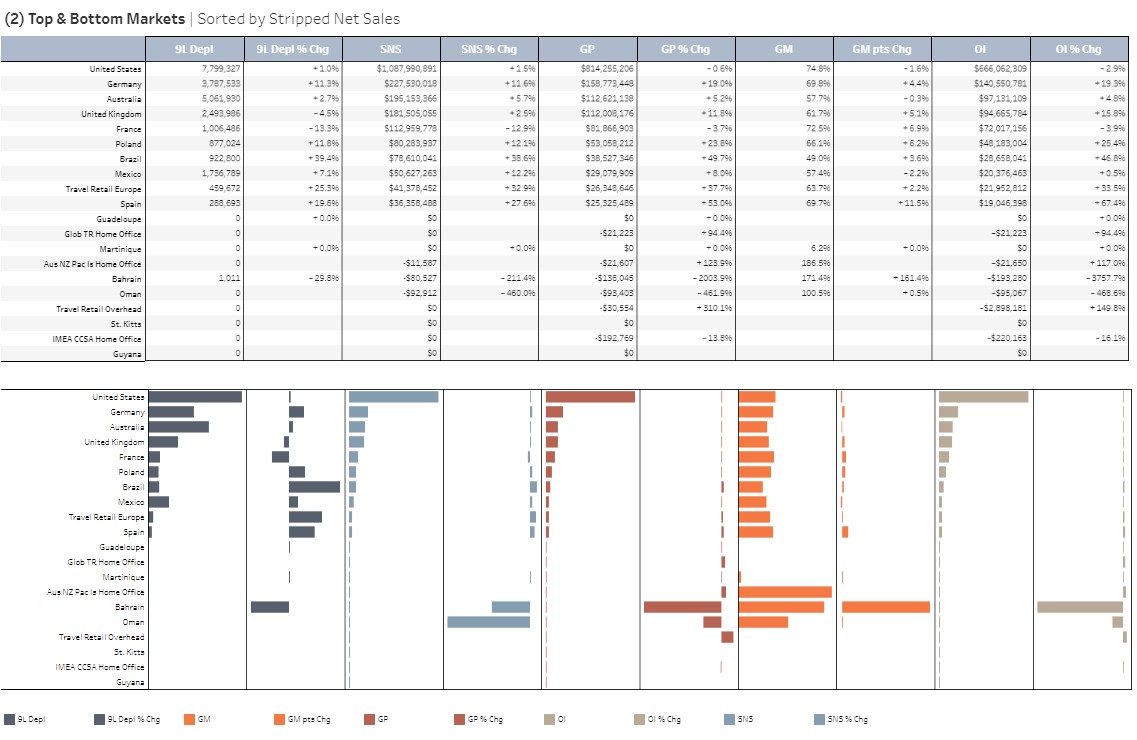 (2) Top & Bottom Markets | Sorted by Stripped Net Sales
9L Depl 9L Depl % Chg SNS SNS % Chg GP GP % Chg GM GM pts Chg OI OI % Chg
United States 7,799,327 +1.0% $1,087,990,891 +1.5% $814,255,206 -0.6% 74.8% -1.6% $666,062,309 -2.9%
Germany 3,787,533 +11.3% $227,530,018 +11.6% $158,773,448 +19.0% 69.8% +4.4% $140,550,781 +19.3%
Australia 5,061,930 +2.7% $195,153,366 +5.7% $112,621,138 +5.2% 57.7% -0.3% $97,131,109 +4.8%
United Kingdom 2,493,986 -4.5% $181,505,055 +2.5% $112,008,176 +11.8% 61.7% +5.1% $94,665,784 +15.8%
France 1,006,486 -13.3% $112,959,778 -12.9% $81,866,903 -3.7% 72.5% +6.9% $72,017,156 -3.9%
Poland 877,024 +11.8% $80,283,937 +12.1% $53,058,212 +23.8% 66.1% +6.2% $48,183,004 +25.4%
Brazil 922,800 +39.4% $78,610,041 +38.6% $38,527,346 +49.7% 49.0% +3.6% $28,658,041 +46.8%
Mexico 1,736,789 +7.1% $50,627,263 +12.2% $29,079,909 +8.0% 57.4% -2.2% $20,376,463 +0.5%
Travel Retail Europe 459,672 +25.3% $41,378,452 +32.9% $26,348,646 +37.7% 63.7% +2.2% $21,952,812 +33.5%
Spain 288,693 +19.6% $36,358,488 +27.6% $25,325,489 +53.0% 69.7% +11.5% $19,046,398 +67.4%
Guadeloupe 0 +0.0% $0 $0 +0.0% $0 +0.0%
Glob TR Home Office 0 $0 -$21,223 +94.4% -$21,223 +94.4%
Martinique 0 +0.0% $0 +0.0% $0 +0.0% 6.2% +0.0% $0 +0.0%
Aus NZ Pac Is Home Office 0 -$11,587 -$21,607 +123.9% 186.5% -$21,650 +117.0%
Bahrain 1,011 -29.8% -$80,527 -211.4% -$138,045 -2003.9% 171.4% +161.4% -$193,280 -3757.7%
Oman 0 -$92,912 -460.0% -$93,403 -461.9% 100.5% +0.5% -$95,067 -468.6%
Travel Retail Overhead 0 $0 -$30,554 +310.1% -$2,898,181 +149.8%
St. Kitts 0 $0 $0 $0
IMEA CCSA Home Office 0 $0 -$192,769 -13.8% -$220,163 -16.1%
Guyana 0 $0 $0 $0
United States
Germany
Australia
United Kingdom
France
Poland
Brazil
Mexico
Travel Retail Europe
Spain
Guadeloupe
Glob TR Home Office
Martinique
Aus NZ Pac Is Home Office
Bahrain
Oman
Travel Retail Overhead
St. Kitts
IMEA CCSA Home Office
Guyana
9L Depl 9L Depl % Chg GM GM pts Chg GP GP % Chg OI OI % Chg SNS SNS % Chg